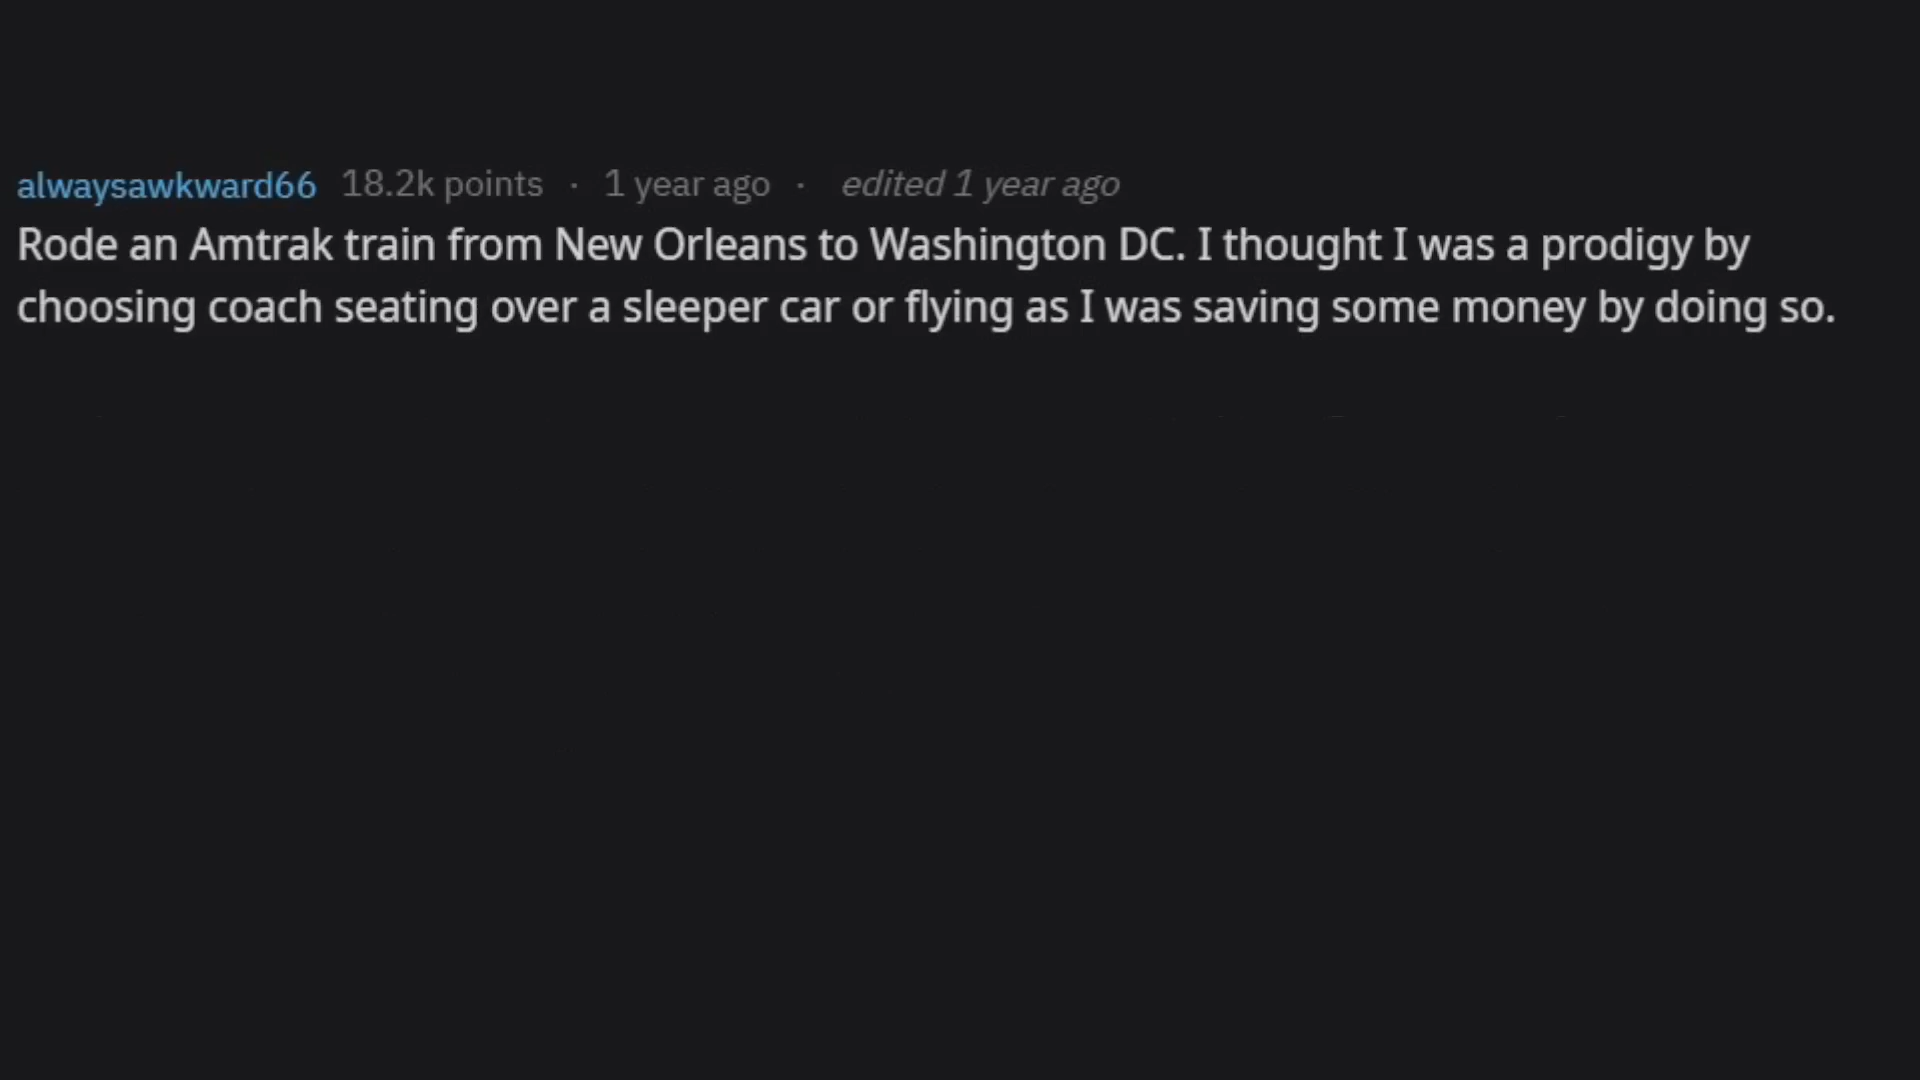 alwaysawkward66 18.2k points · 1 year ago · edited 1 year ago
Rode an Amtrak train from New Orleans to Washington DC. I thought I was a prodigy by
choosing coach seating over a sleeper car or flying as I was saving some money by doing so.